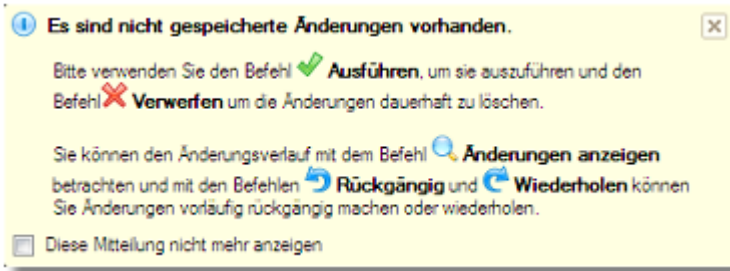 Es sind nicht gespeicherte Änderungen vorhanden.
Bitte verwenden Sie den Befehl Ausführen, um sie auszuführen und den
Befehl Verwerfen um die Änderungen dauerhaft zu löschen.
Sie können den Änderungsverlauf mit dem Befehl Änderungen anzeigen
betrachten und mit den Befehlen Rückgängig und Wiederholen können
Sie Änderungen vorläufig rückgängig machen oder wiederholen.
Diese Mitteilung nicht mehr anzeigen